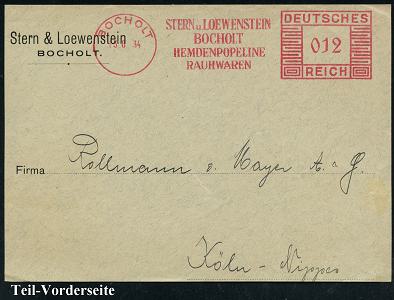 Stern & Loewenstein
BOCHOLT.
BOCHOLT
34
STERN u. LOEWENSTEIN
BOCHOLT
HEMDENPOPELINE
RAUHWAREN
DEUTSCHES
012
REICH
Firma Rollmann & Mayer A. G.
Köln - Nippes
Teil-Vorderseite